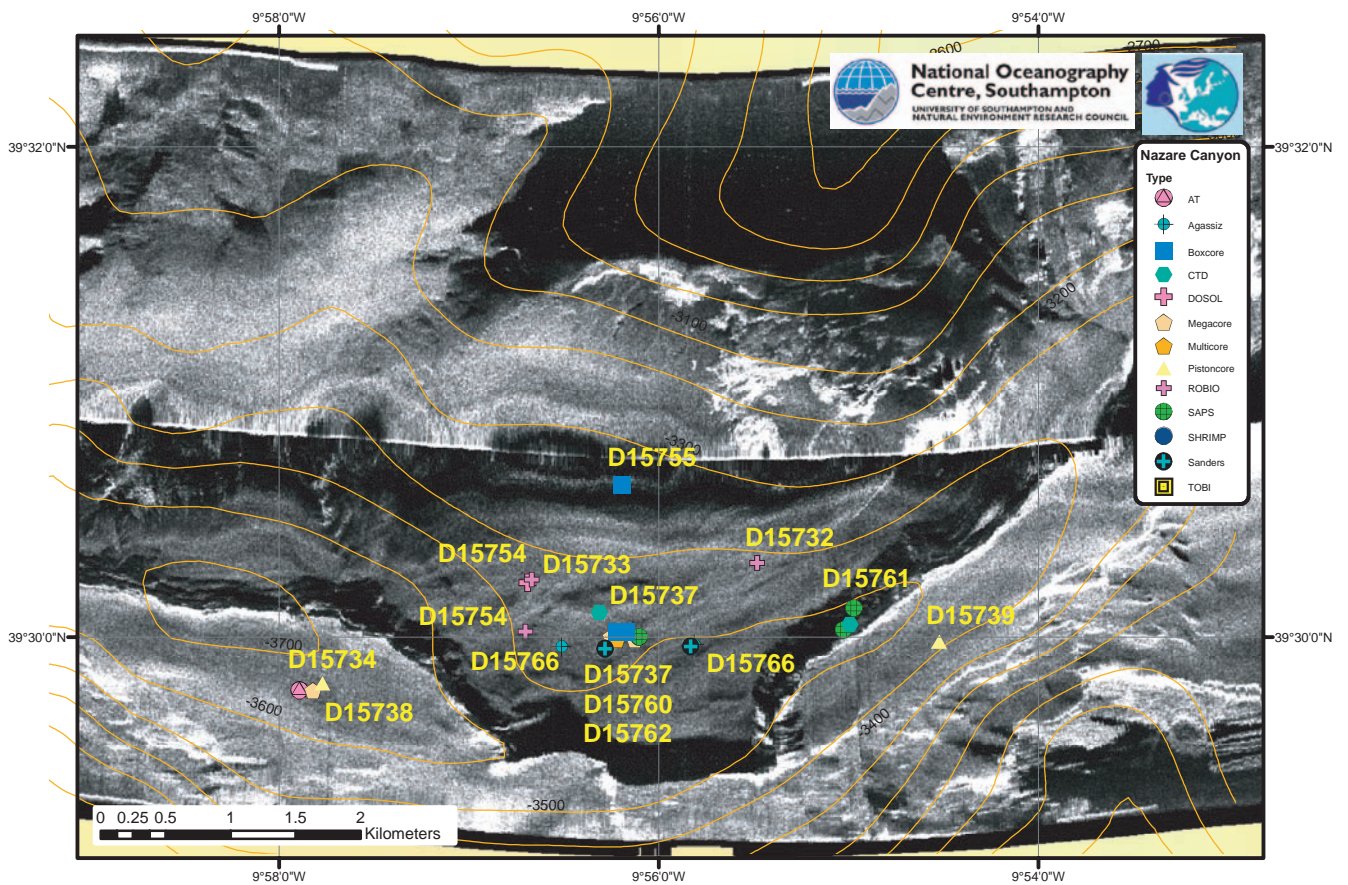 9°58'0"W
9°56'0"W
9°54'0"W
-2600
-2700
National Oceanography
Centre, Southampton
UNIVERSITY OF SOUTHAMPTON AND
NATURAL ENVIRONMENT RESEARCH COUNCIL
39°32'0"N
39°32'0"N
Nazare Canyon
Type
AT
Agassiz
Boxcore
CTD
DOSOL
Megacore
Multicore
Pistoncore
ROBIO
SAPS
SHRIMP
Sanders
TOBI
-3200
-3100
-3300
D15755
D15732
D15754
D15733
D15761
D15737
D15754
D15739
39°30'0"N
39°30'0"N
-3700
D15734
D15766
D15737
D15766
D15760
D15762
-3600
D15738
-3400
-3500
0 0.25 0.5 1 1.5 2
Kilometers
9°58'0"W
9°56'0"W
9°54'0"W